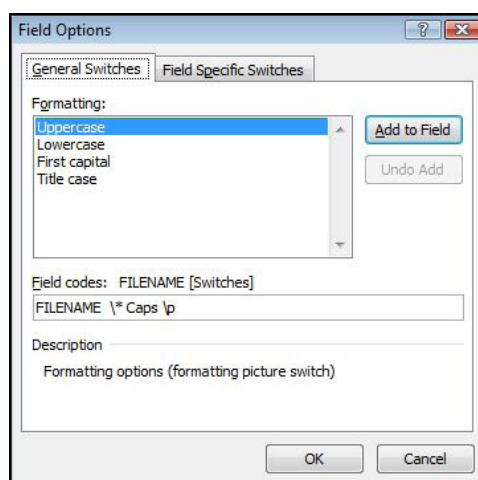 Field Options
General Switches
Field Specific Switches
Formatting:
Uppercase
Lowercase
First capital
Title case
Add to Field
Undo Add
Field codes: FILENAME [Switches]
FILENAME \* Caps \p
Description
Formatting options (formatting picture switch)
OK
Cancel